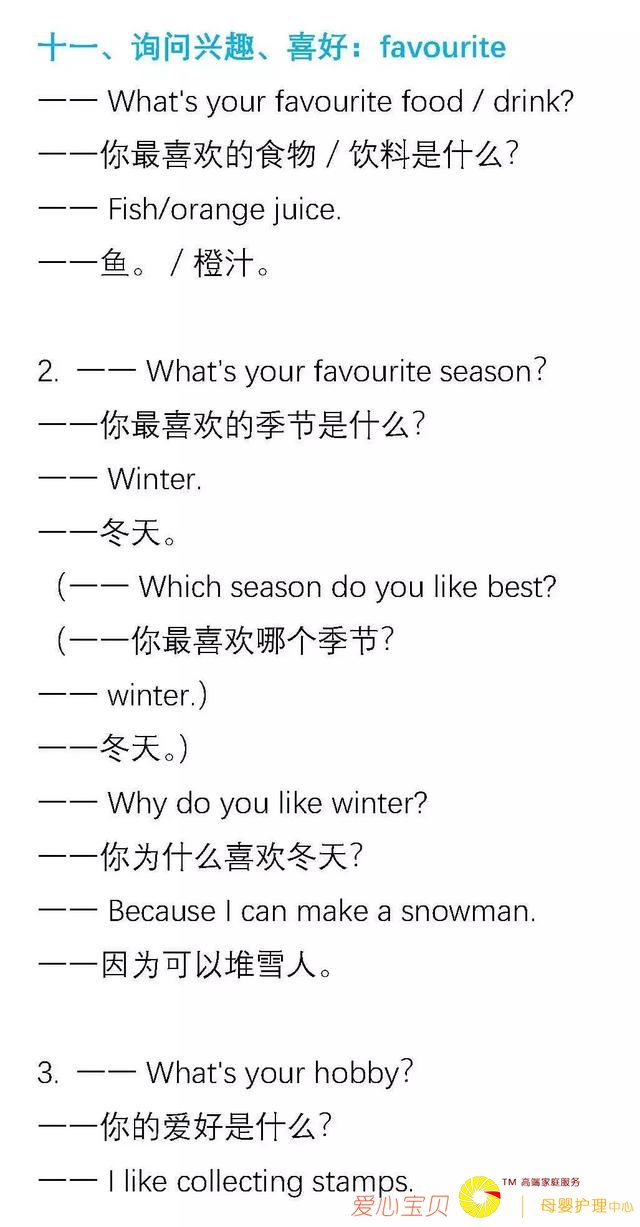 十一、询问兴趣、喜好：favourite
—— What's your favourite food / drink?
——你最喜欢的食物 / 饮料是什么？
—— Fish/orange juice.
——鱼。 / 橙汁。
2. —— What's your favourite season?
——你最喜欢的季节是什么？
—— Winter.
——冬天。
（—— Which season do you like best?
（——你最喜欢哪个季节？
—— winter.）
——冬天。）
—— Why do you like winter?
——你为什么喜欢冬天？
—— Because I can make a snowman.
——因为可以堆雪人。
3. —— What's your hobby?
——你的爱好是什么？
—— I like collecting stamps.
爱心宝贝 TM 高端家庭服务
母婴护理中心